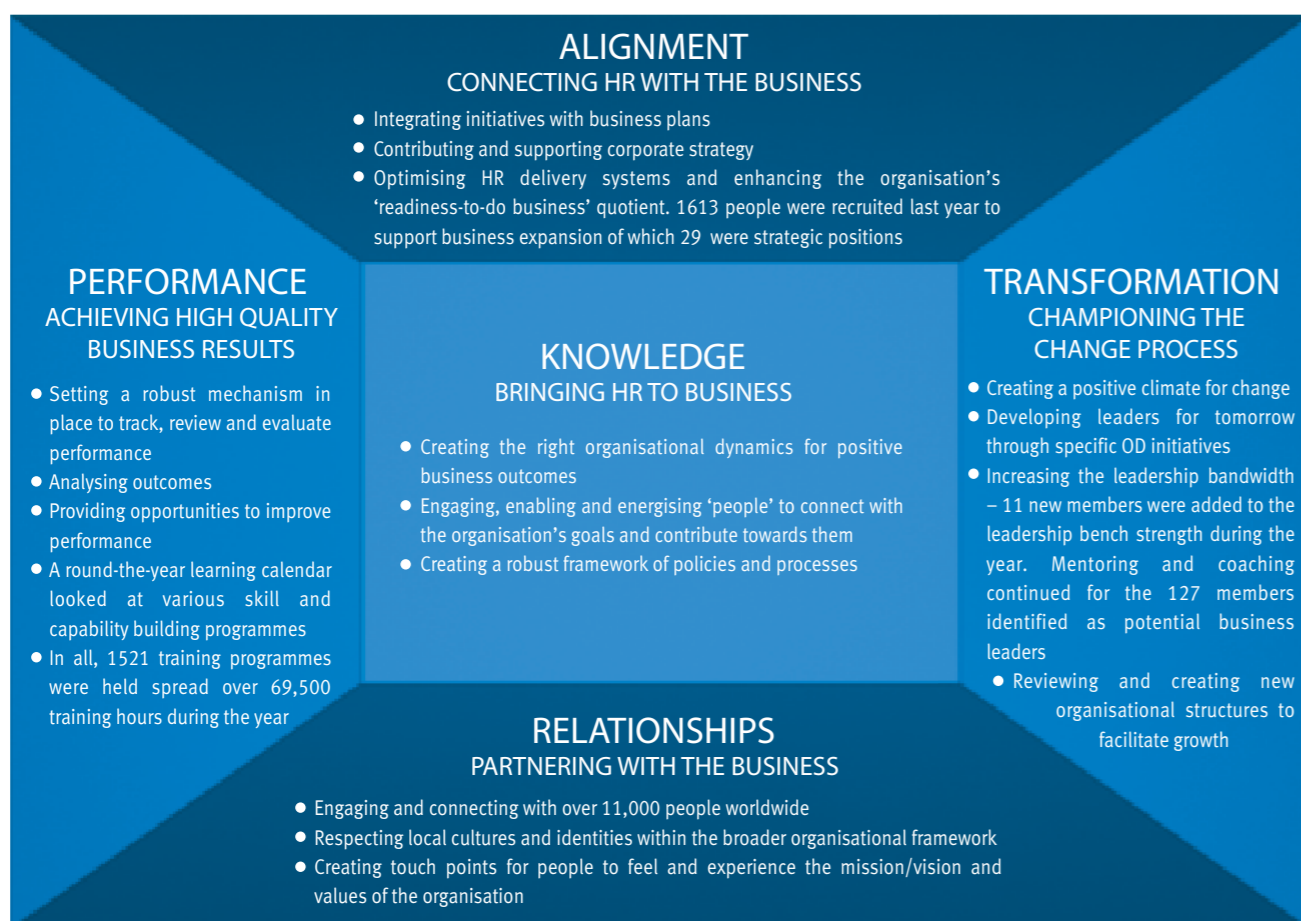 ALIGNMENT
CONNECTING HR WITH THE BUSINESS
● Integrating initiatives with business plans
● Contributing and supporting corporate strategy
● Optimising HR delivery systems and enhancing the organisation's
'readiness-to-do business' quotient. 1613 people were recruited last year to
support business expansion of which 29 were strategic positions
PERFORMANCE
ACHIEVING HIGH QUALITY
BUSINESS RESULTS
● Setting a robust mechanism in
place to track, review and evaluate
performance
● Analysing outcomes
● Providing opportunities to improve
performance
● A round-the-year learning calendar
looked at various skill and
capability building programmes
● In all, 1521 training programmes
were held spread over 69,500
training hours during the year
KNOWLEDGE
BRINGING HR TO BUSINESS
● Creating the right organisational dynamics for positive
business outcomes
● Engaging, enabling and energising 'people' to connect with
the organisation's goals and contribute towards them
● Creating a robust framework of policies and processes
TRANSFORMATION
CHAMPIONING THE
CHANGE PROCESS
● Creating a positive climate for change
● Developing leaders for tomorrow
through specific OD initiatives
● Increasing the leadership bandwidth
– 11 new members were added to the
leadership bench strength during the
year. Mentoring and coaching
continued for the 127 members
identified as potential business
leaders
● Reviewing and creating new
organisational structures to
facilitate growth
RELATIONSHIPS
PARTNERING WITH THE BUSINESS
● Engaging and connecting with over 11,000 people worldwide
● Respecting local cultures and identities within the broader organisational framework
● Creating touch points for people to feel and experience the mission/vision and
values of the organisation